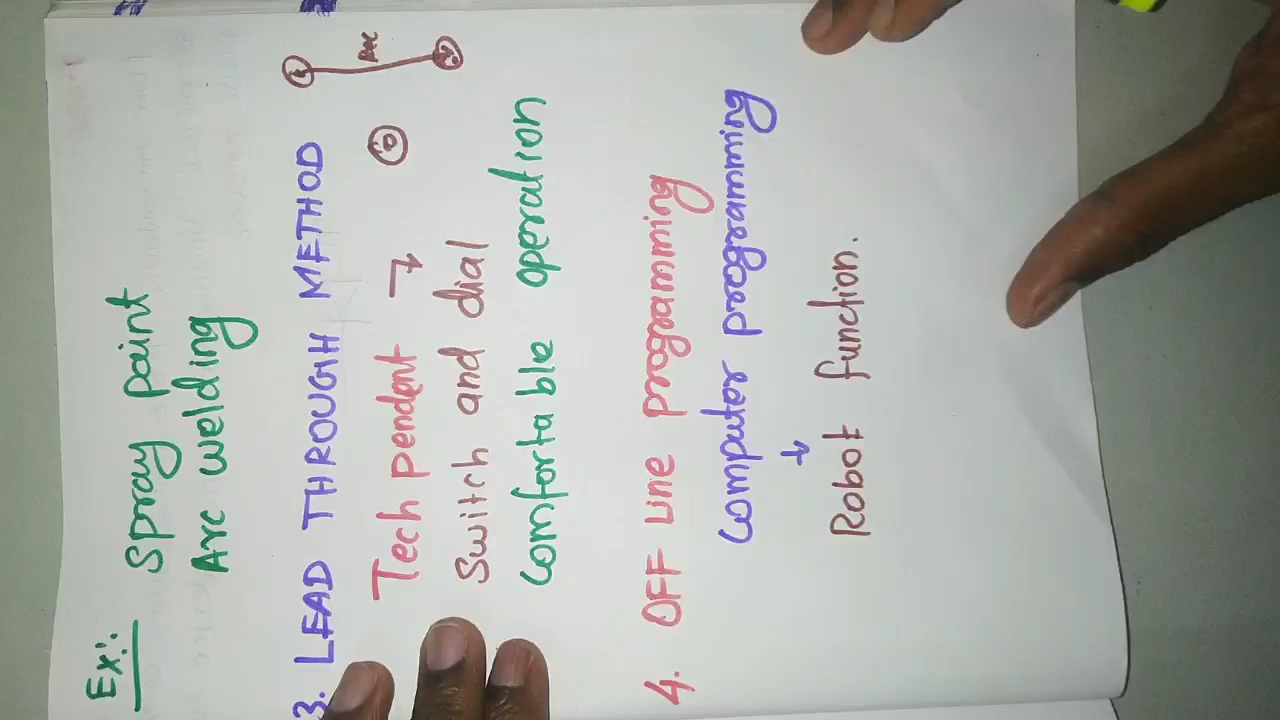 Ex:-
Spray paint
Arc welding
3. LEAD THROUGH METHOD
Tech pendent →
Switch and dial
Comfortable operation
4. OFF Line programming
Computer programming
↓
Robot function.